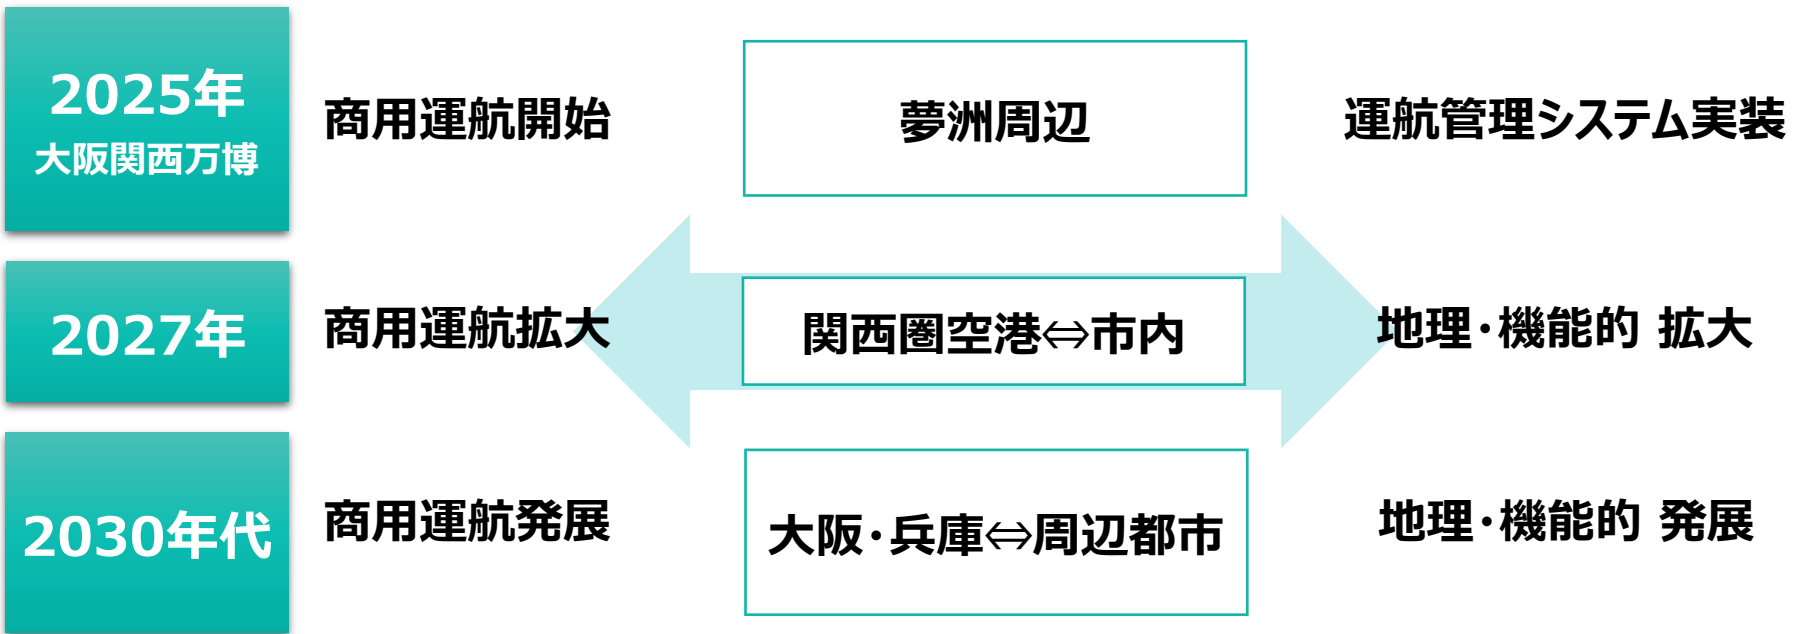 2025年
大阪関西万博
商用運航開始
夢洲周辺
運航管理システム実装
2027年
商用運航拡大
関西圏空港⇔市内
地理・機能的 拡大
2030年代
商用運航発展
大阪・兵庫⇔周辺都市
地理・機能的 発展